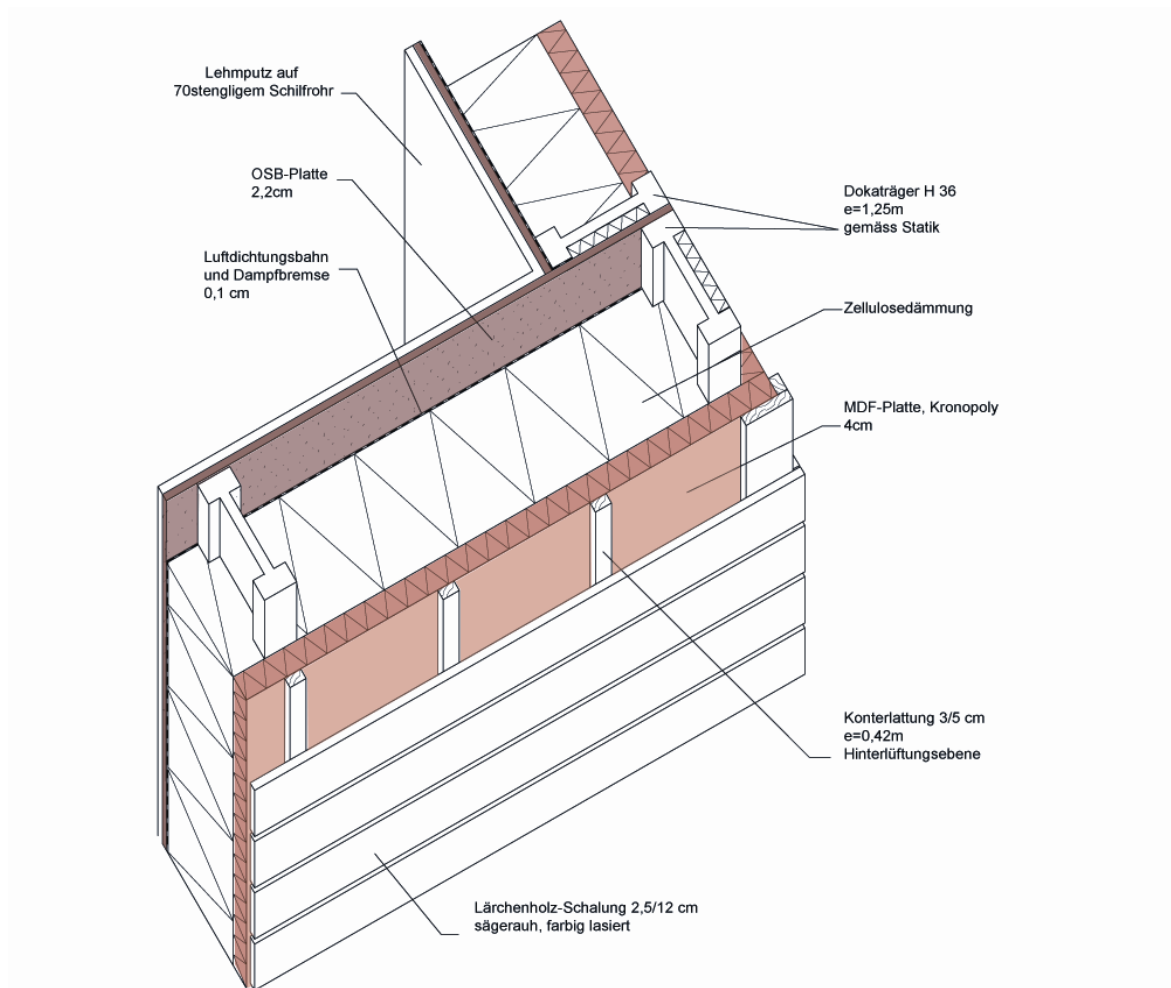 Lehmputz auf
70stengligem Schilfrohr
OSB-Platte
2,2cm
Luftdichtungsbahn
und Dampfbremse
0,1 cm
Dokaträger H 36
e=1,25m
gemäss Statik
Zellulosedämmung
MDF-Platte, Kronopoly
4cm
Konterlattung 3/5 cm
e=0,42m
Hinterlüftungsebene
Lärchenholz-Schalung 2,5/12 cm
sägerauh, farbig lasiert